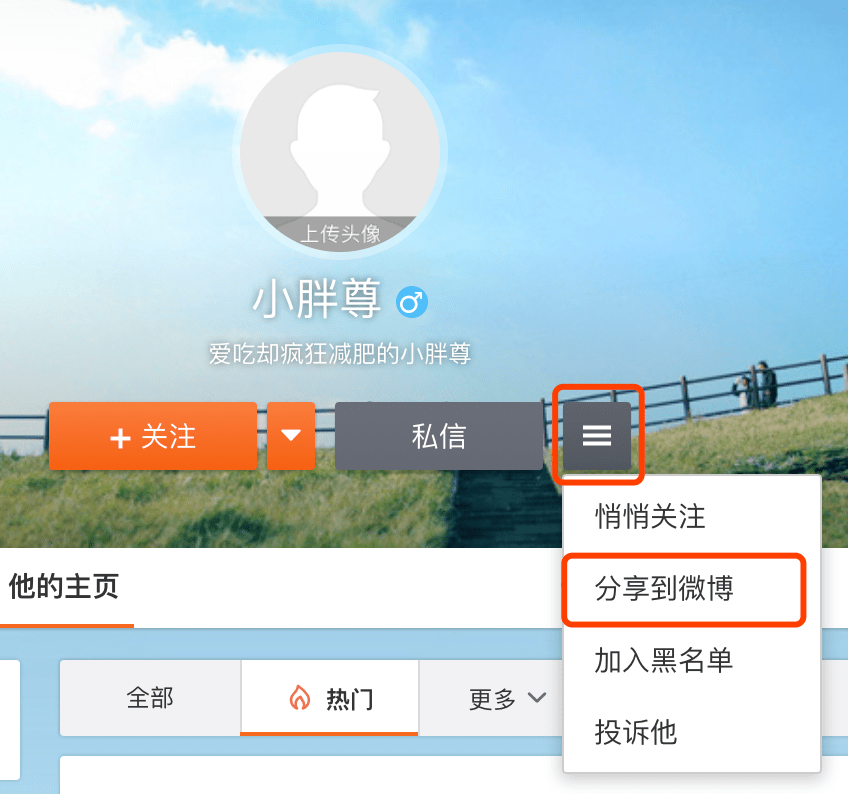 上传头像
小胖尊
爱吃却疯狂减肥的小胖尊
+ 关注
私信
悄悄关注
分享到微博
加入黑名单
投诉他
他的主页
全部
热门
更多